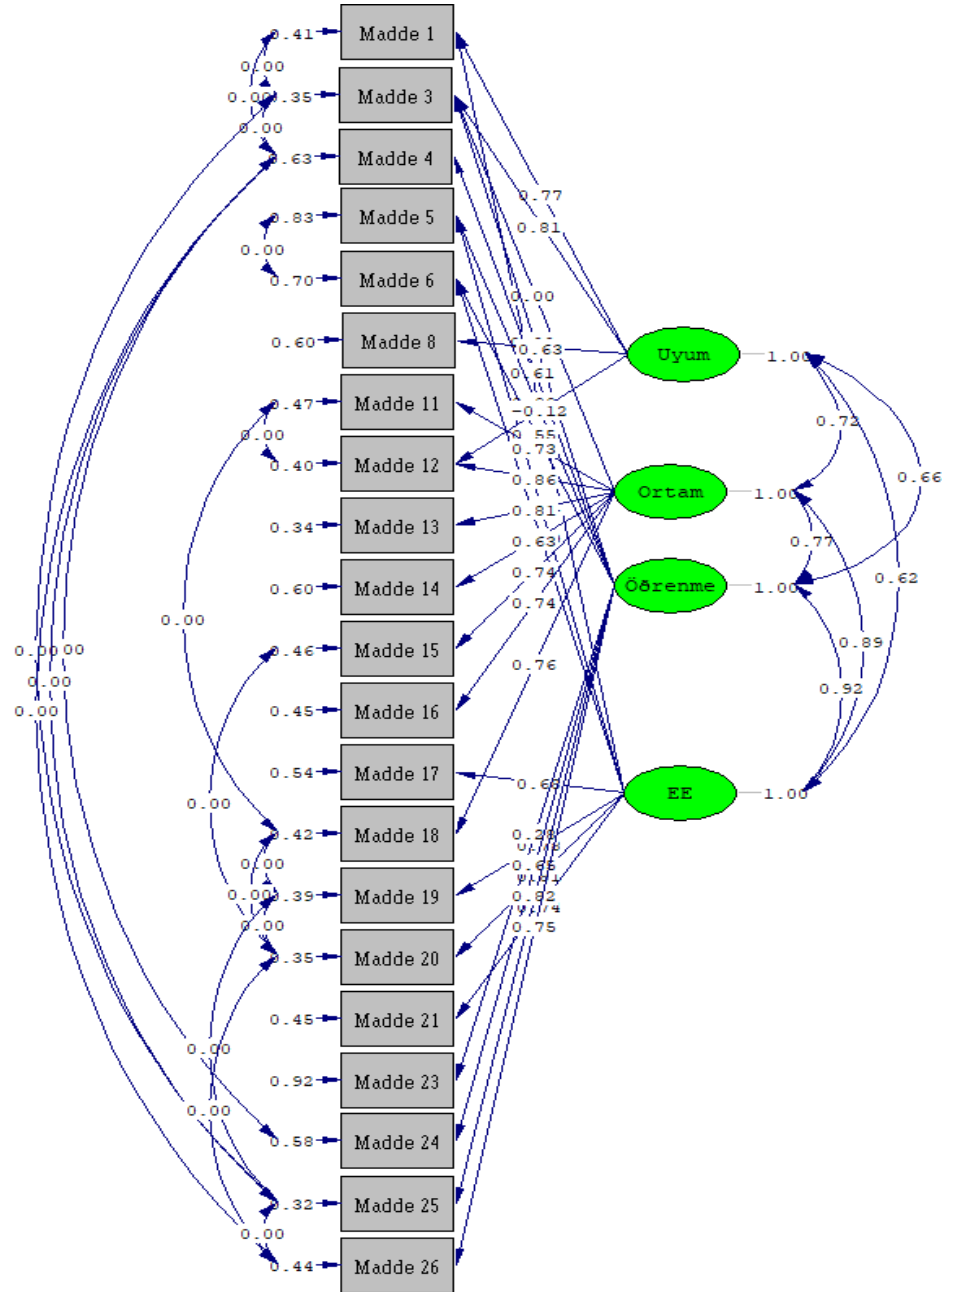 0.41 Madde 1
0.00
0.00 0.35 Madde 3
0.00
0.63 Madde 4
0.83 Madde 5
0.77
0.81
0.00
0.70 Madde 6
0.00
0.60 Madde 8
0.63
Uyum 1.00
0.61
0.47 Madde 11
-0.12
0.72
0.00
0.55
0.73
0.40 Madde 12
0.86
0.66
Ortam 1.00
0.81
0.34 Madde 13
0.63
0.77
0.74
0.62
0.60 Madde 14
Öğrenme 1.00
0.74
0.00
0.89
0.00
0.46 Madde 15
0.76
0.00
0.92
0.00
0.45 Madde 16
0.54 Madde 17
0.68
EE 1.00
0.00
0.42 Madde 18
0.28
0.00
0.65
0.00 0.39 Madde 19
0.82
0.00
0.75
0.35 Madde 20
0.45 Madde 21
0.00
0.92 Madde 23
0.00
0.58 Madde 24
0.32 Madde 25
0.00
0.44 Madde 26